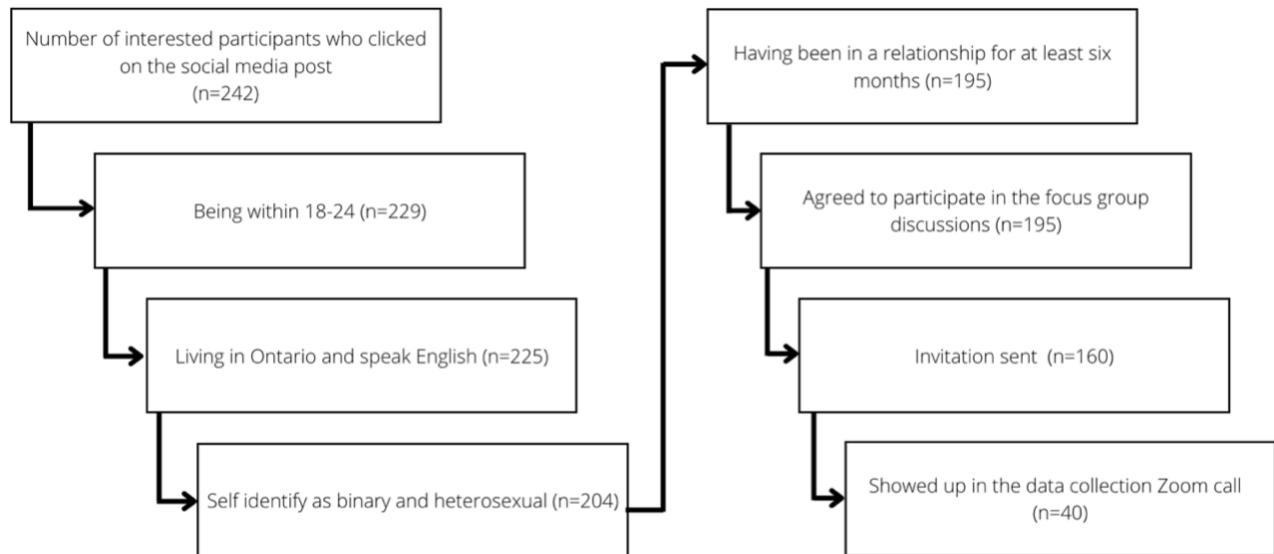 Number of interested participants who clicked
on the social media post
(n=242)
Being within 18-24 (n=229)
Living in Ontario and speak English (n=225)
Self identify as binary and heterosexual (n=204)
Having been in a relationship for at least six
months (n=195)
Agreed to participate in the focus group
discussions (n=195)
Invitation sent (n=160)
Showed up in the data collection Zoom call
(n=40)